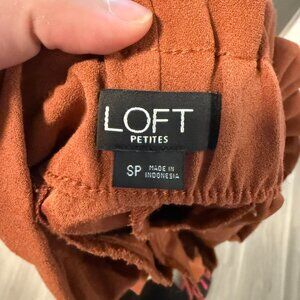 LOFT
PETITES
SP
MADE IN
INDONESIA